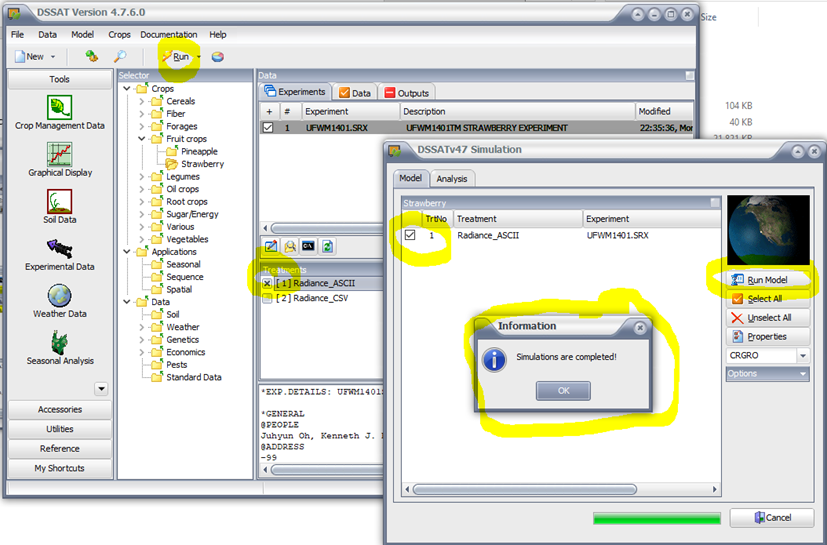 DSSAT Version 4.7.6.0
File Data Model Crops Documentation Help
New Run
Tools
Crop Management Data
Graphical Display
Soil Data
Experimental Data
Weather Data
Seasonal Analysis
Accessories
Utilities
Reference
My Shortcuts
Selector
Crops
Cereals
Fiber
Forages
Fruit crops
Pineapple
Strawberry
Legumes
Oil crops
Root crops
Sugar/Energy
Various
Vegetables
Applications
Seasonal
Sequence
Spatial
Data
Soil
Weather
Genetics
Economics
Pests
Standard Data
Data
Experiments Data Outputs
+ # Experiment Description Modified
1 UFWM1401.SRX UFWM1401TM STRAWBERRY EXPERIMENT 22:35:36, Mon
Treatments
[ 1 ] Radiance_ASCII
[ 2 ] Radiance_CSV
*EXP.DETAILS: UFWM1401
*GENERAL
@PEOPLE
Juhyun Oh, Kenneth J.
@ADDRESS
-99
Size
104 KB
40 KB
21,821 KB
DSSATv47 Simulation
Model Analysis
Strawberry
TrtNo Treatment Experiment
1 Radiance_ASCII UFWM1401.SRX
Run Model
Select All
Unselect All
Properties
CRGRO
Options
Information
Simulations are completed!
OK
Cancel